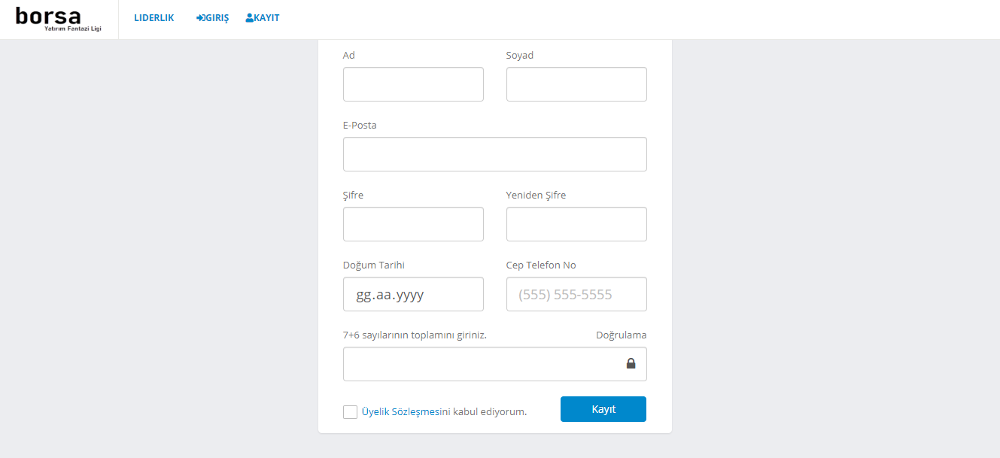 borsa
Yatırım Fantazi Ligi
LIDERLIK GIRIŞ KAYIT
Ad Soyad
E-Posta
Şifre Yeniden Şifre
Doğum Tarihi Cep Telefon No
gg.aa.yyyy (555) 555-5555
7+6 sayılarının toplamını giriniz. Doğrulama
Üyelik Sözleşmesini kabul ediyorum. Kayıt